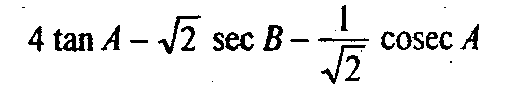 4 tan A − √2 sec B − 1/√2 cosec A